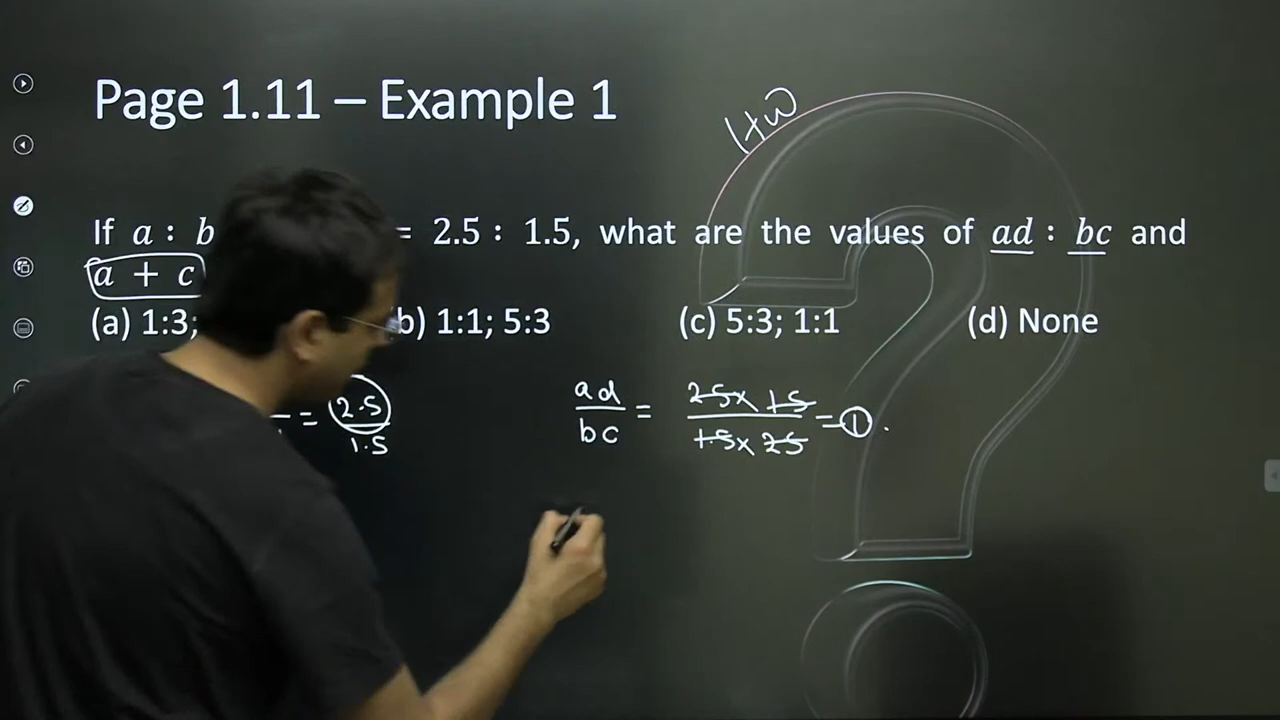 Page 1.11 – Example 1
HW
If a : b = 2.5 : 1.5, what are the values of ad : bc and
a + c
(a) 1:3; b) 1:1; 5:3 (c) 5:3; 1:1 (d) None
= 2.5 / 1.5
ad / bc = 2.5 x 1.5 / 1.5 x 2.5 = 1.